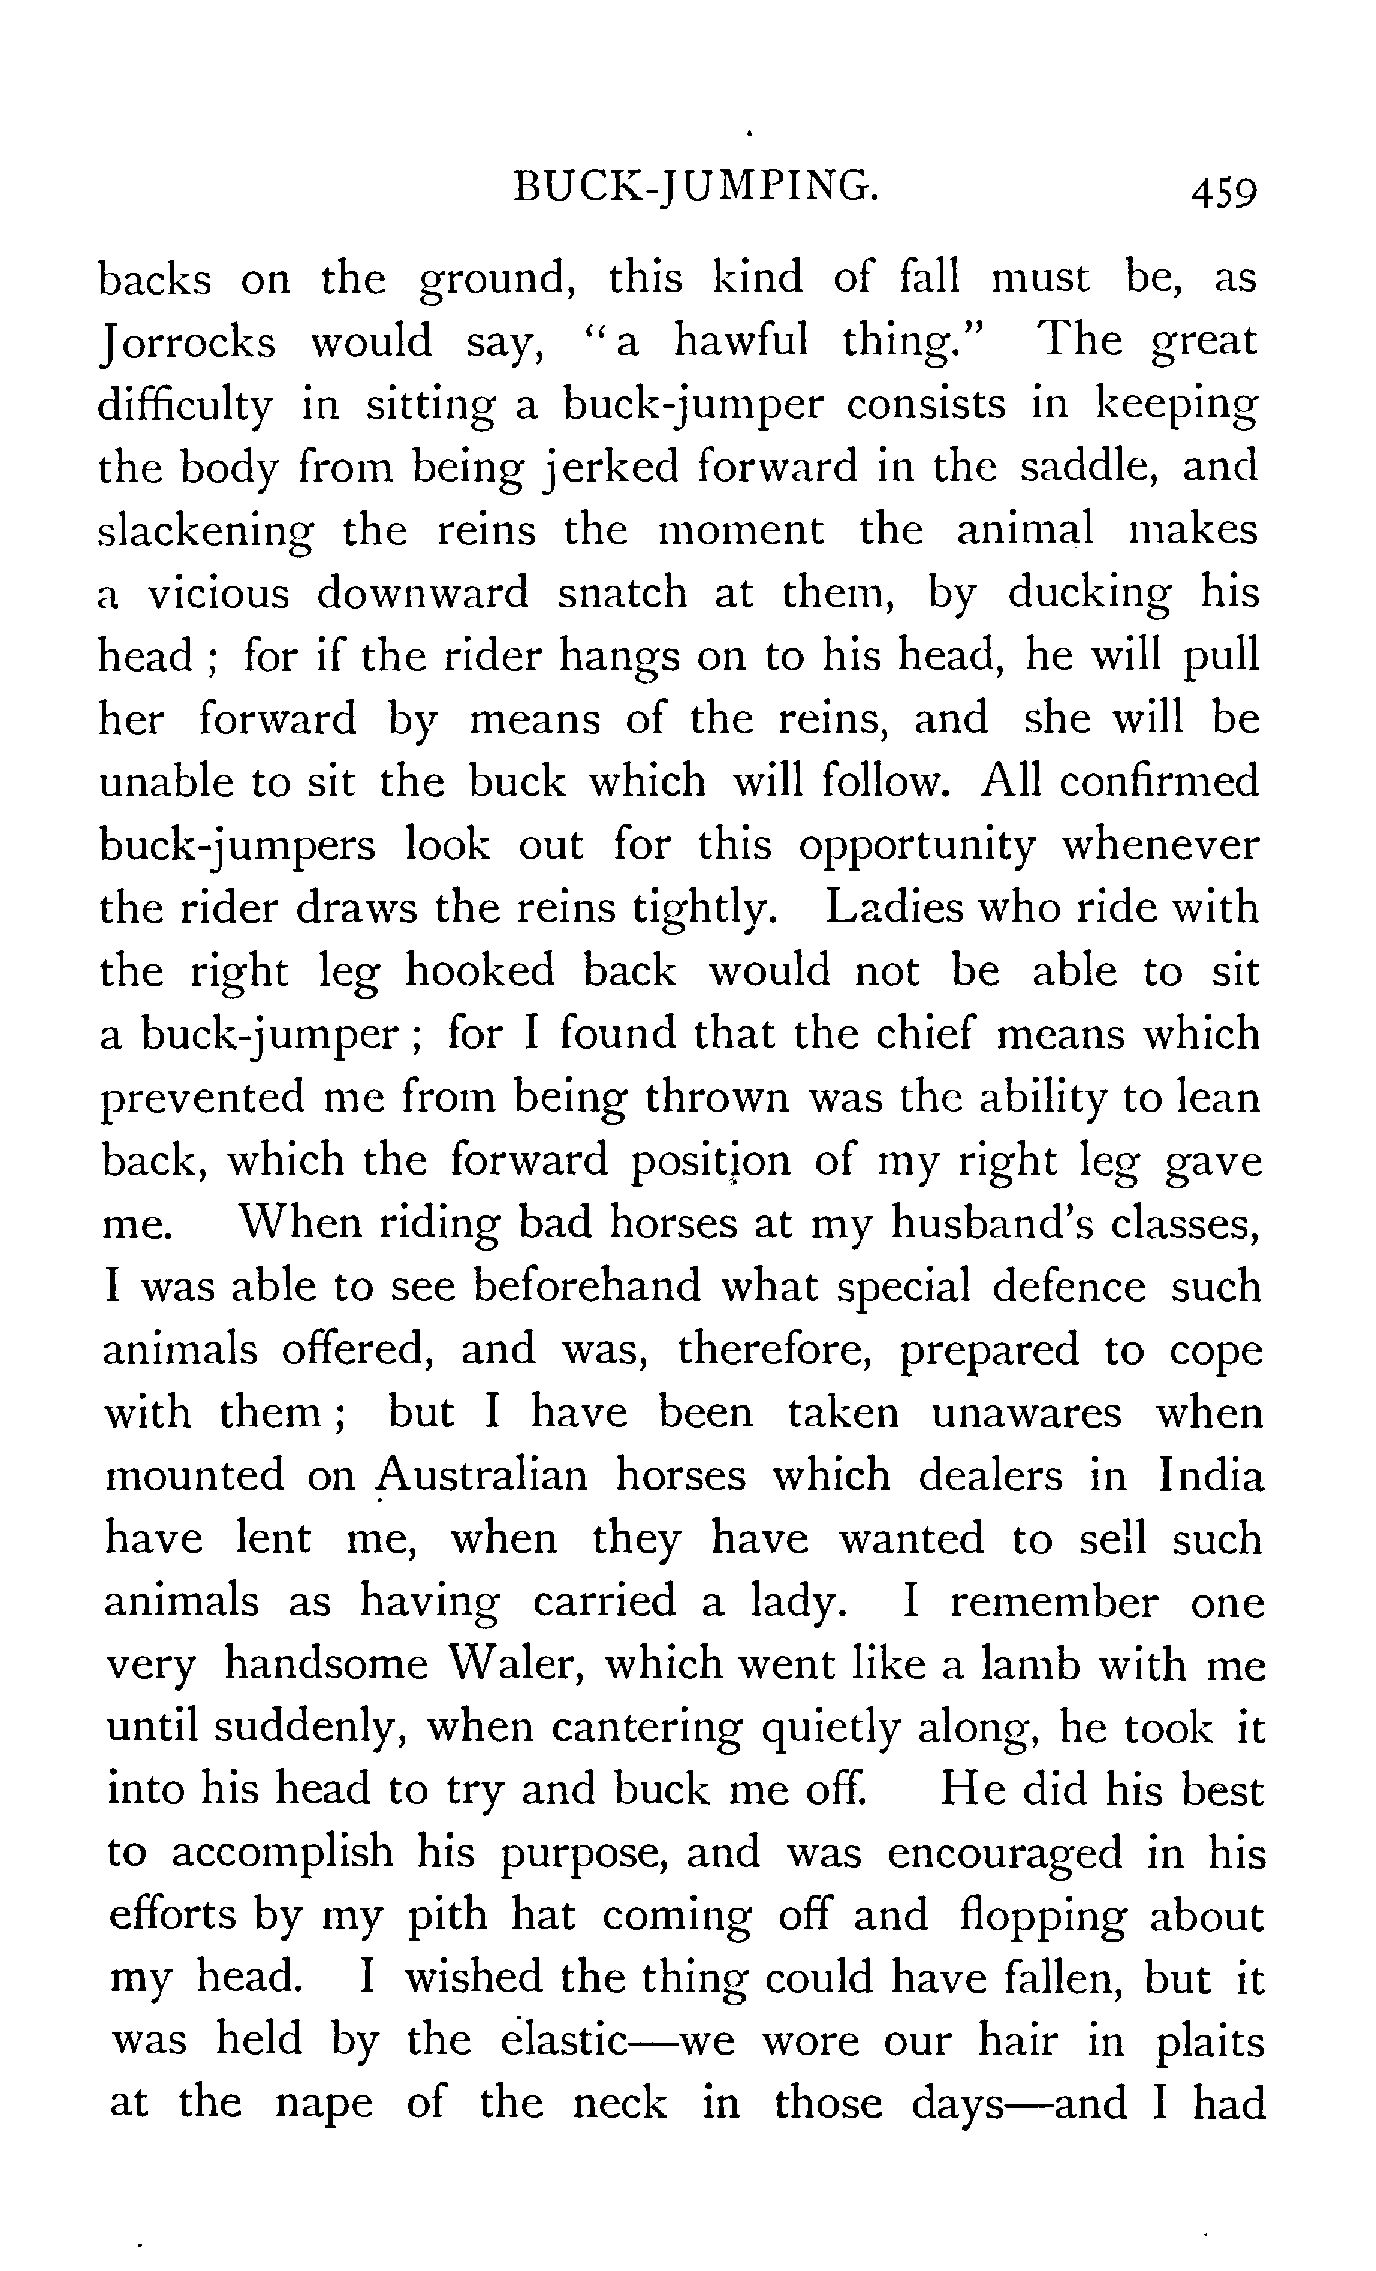 BUCK-JUMPING. 459
backs on the ground, this kind of fall must be, as
Jorrocks would say, “a hawful thing.” The great
difficulty in sitting a buck-jumper consists in keeping
the body from being jerked forward in the saddle, and
slackening the reins the moment the animal makes
a vicious downward snatch at them, by ducking his
head ; for if the rider hangs on to his head, he will pull
her forward by means of the reins, and she will be
unable to sit the buck which will follow. All confirmed
buck-jumpers look out for this opportunity whenever
the rider draws the reins tightly. Ladies who ride with
the right leg hooked back would not be able to sit
a buck-jumper ; for I found that the chief means which
prevented me from being thrown was the ability to lean
back, which the forward position of my right leg gave
me. When riding bad horses at my husband’s classes,
I was able to see beforehand what special defence such
animals offered, and was, therefore, prepared to cope
with them ; but I have been taken unawares when
mounted on Australian horses which dealers in India
have lent me, when they have wanted to sell such
animals as having carried a lady. I remember one
very handsome Waler, which went like a lamb with me
until suddenly, when cantering quietly along, he took it
into his head to try and buck me off. He did his best
to accomplish his purpose, and was encouraged in his
efforts by my pith hat coming off and flopping about
my head. I wished the thing could have fallen, but it
was held by the elastic—we wore our hair in plaits
at the nape of the neck in those days—and I had